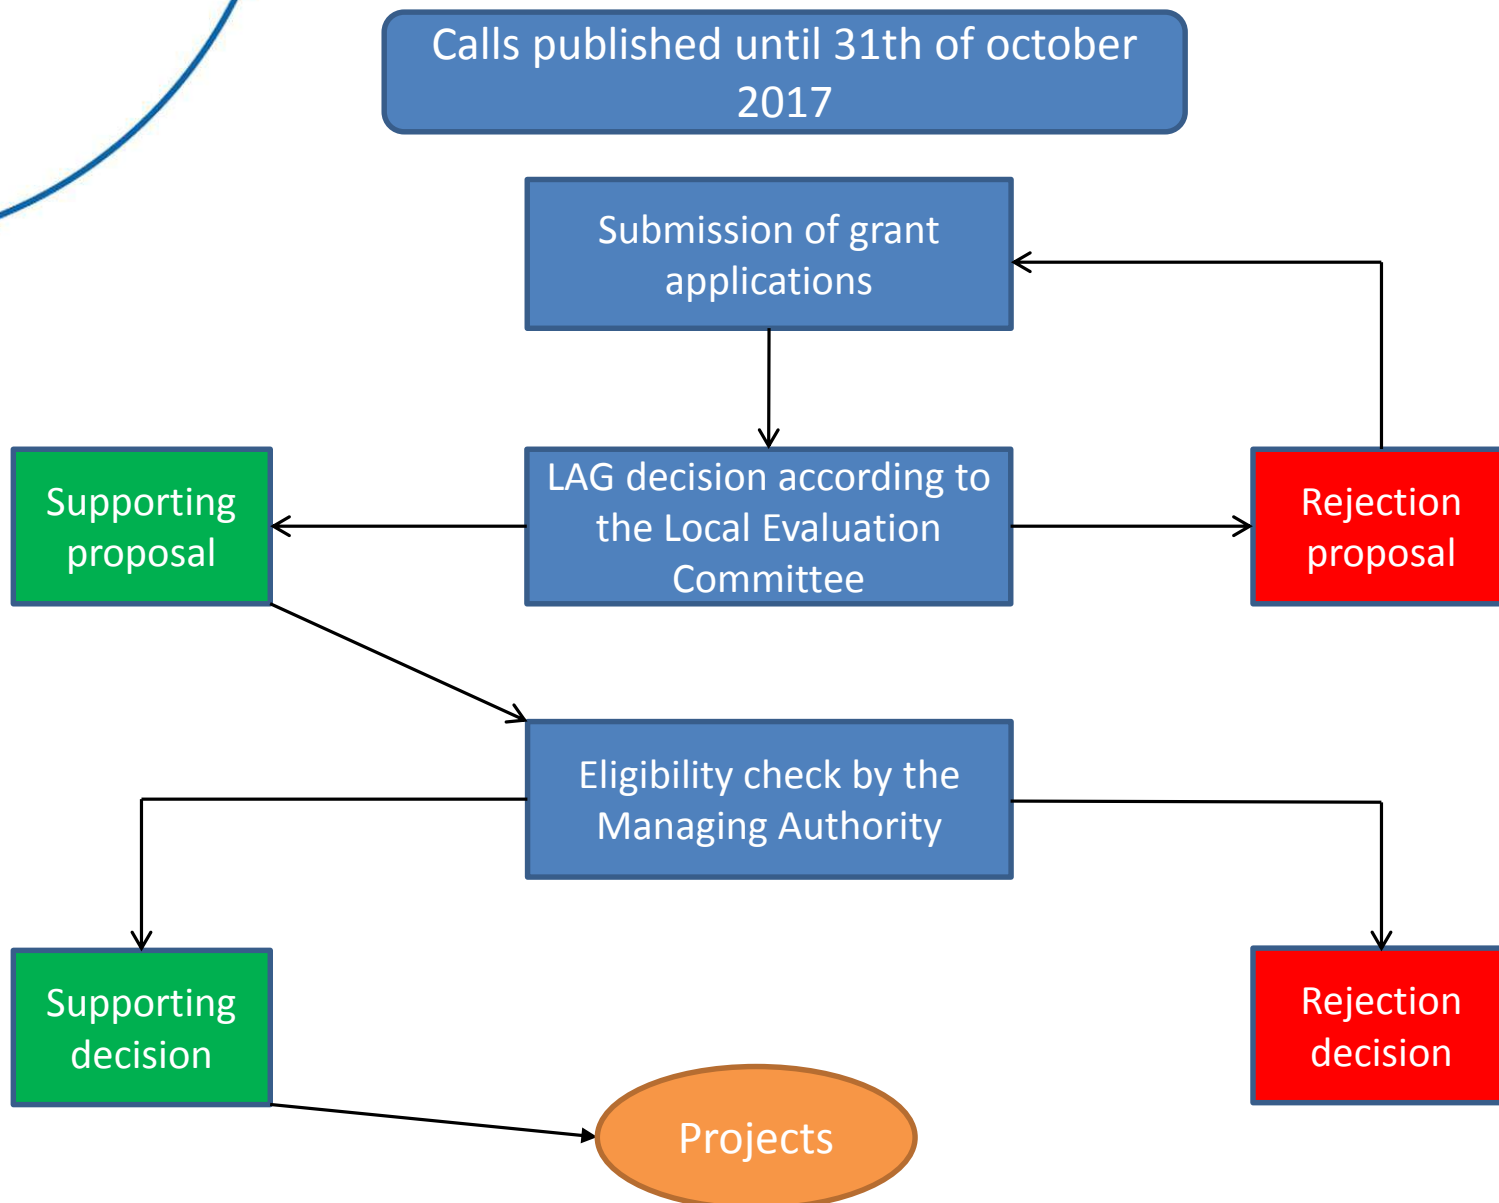 Calls published until 31th of october
2017
Submission of grant
applications
Supporting
proposal
LAG decision according to
the Local Evaluation
Committee
Rejection
proposal
Eligibility check by the
Managing Authority
Supporting
decision
Rejection
decision
Projects